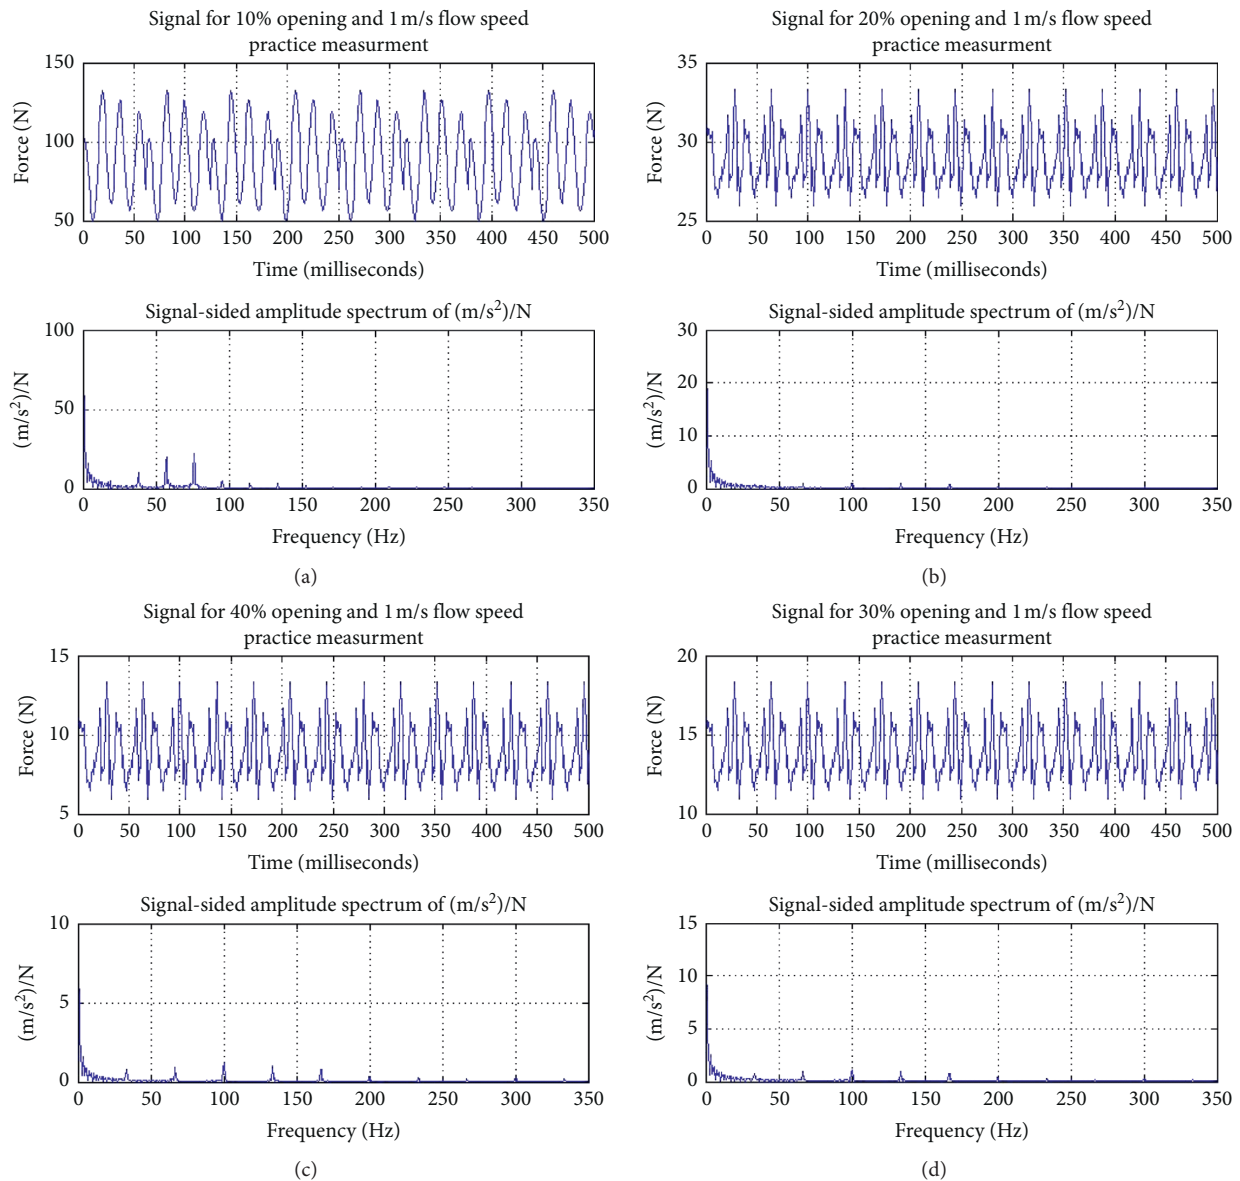 Signal for 10% opening and 1 m/s flow speed
practice measurment
150
100
50
Force (N)
0 50 100 150 200 250 300 350 400 450 500
Time (milliseconds)
Signal-sided amplitude spectrum of (m/s²)/N
100
50
0
(m/s²)/N
0 50 100 150 200 250 300 350
Frequency (Hz)
(a)
Signal for 20% opening and 1 m/s flow speed
practice measurment
35
30
25
Force (N)
0 50 100 150 200 250 300 350 400 450 500
Time (milliseconds)
Signal-sided amplitude spectrum of (m/s²)/N
30
20
10
0
(m/s²)/N
0 50 100 150 200 250 300 350
Frequency (Hz)
(b)
Signal for 40% opening and 1 m/s flow speed
practice measurment
15
10
5
Force (N)
0 50 100 150 200 250 300 350 400 450 500
Time (milliseconds)
Signal-sided amplitude spectrum of (m/s²)/N
10
5
0
(m/s²)/N
0 50 100 150 200 250 300 350
Frequency (Hz)
(c)
Signal for 30% opening and 1 m/s flow speed
practice measurment
20
15
10
Force (N)
0 50 100 150 200 250 300 350 400 450 500
Time (milliseconds)
Signal-sided amplitude spectrum of (m/s²)/N
15
10
5
0
(m/s²)/N
0 50 100 150 200 250 300 350
Frequency (Hz)
(d)